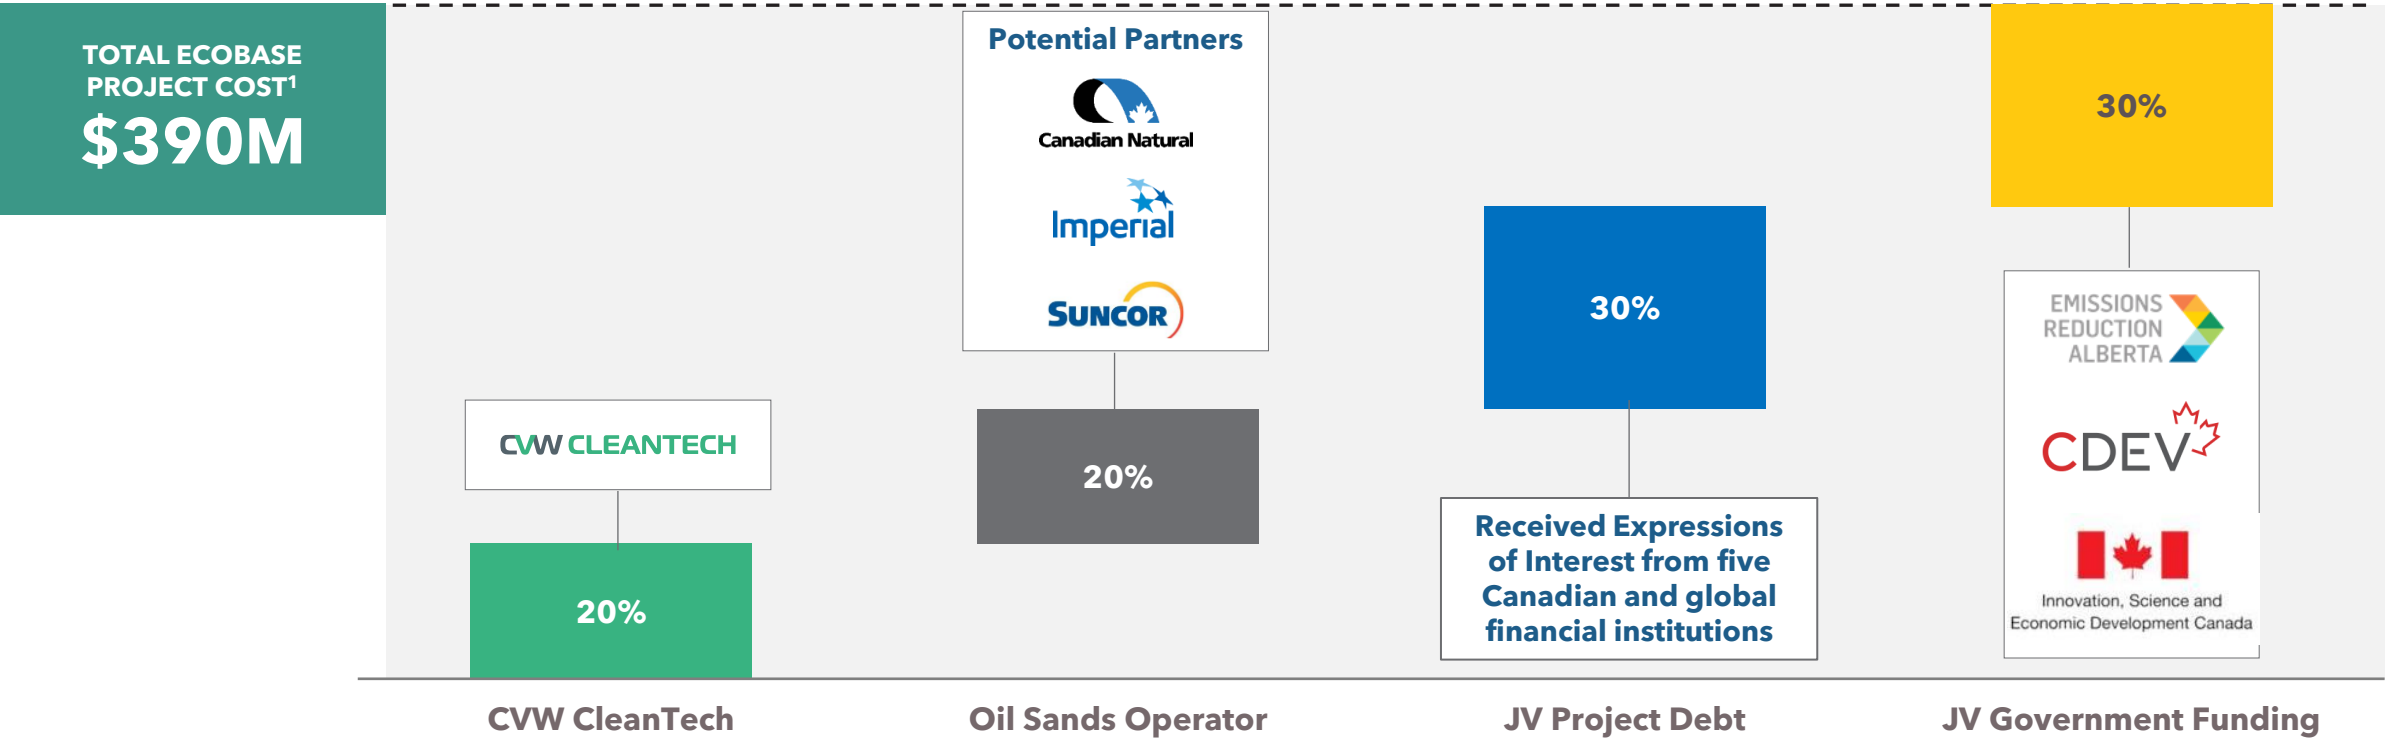 TOTAL ECOBASE
PROJECT COST¹
$390M
Potential Partners
Canadian Natural
Imperial
SUNCOR
CVW CLEANTECH
20%
20%
30%
Received Expressions
of Interest from five
Canadian and global
financial institutions
30%
EMISSIONS
REDUCTION
ALBERTA
CDEV
Innovation, Science and
Economic Development Canada
CVW CleanTech
Oil Sands Operator
JV Project Debt
JV Government Funding